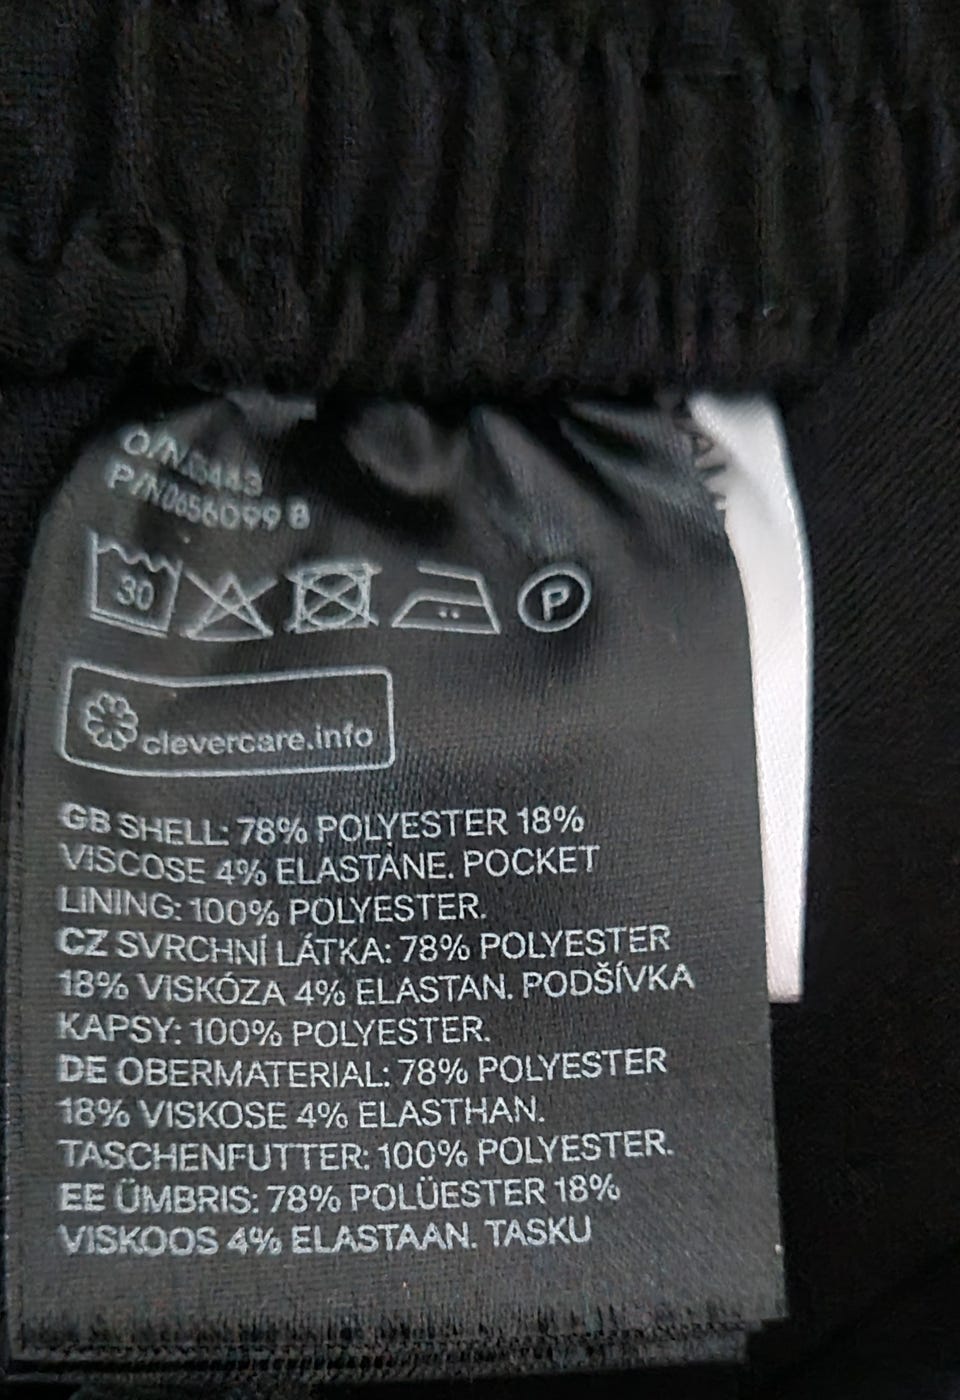 P/N0656099 8
30
P
clevercare.info
GB SHELL: 78% POLYESTER 18%
VISCOSE 4% ELASTANE. POCKET
LINING: 100% POLYESTER.
CZ SVRCHNÍ LÁTKA: 78% POLYESTER
18% VISKÓZA 4% ELASTAN. PODŠÍVKA
KAPSY: 100% POLYESTER.
DE OBERMATERIAL: 78% POLYESTER
18% VISKOSE 4% ELASTHAN.
TASCHENFUTTER: 100% POLYESTER.
EE ÜMBRIS: 78% POLÜESTER 18%
VISKOOS 4% ELASTAAN. TASKU